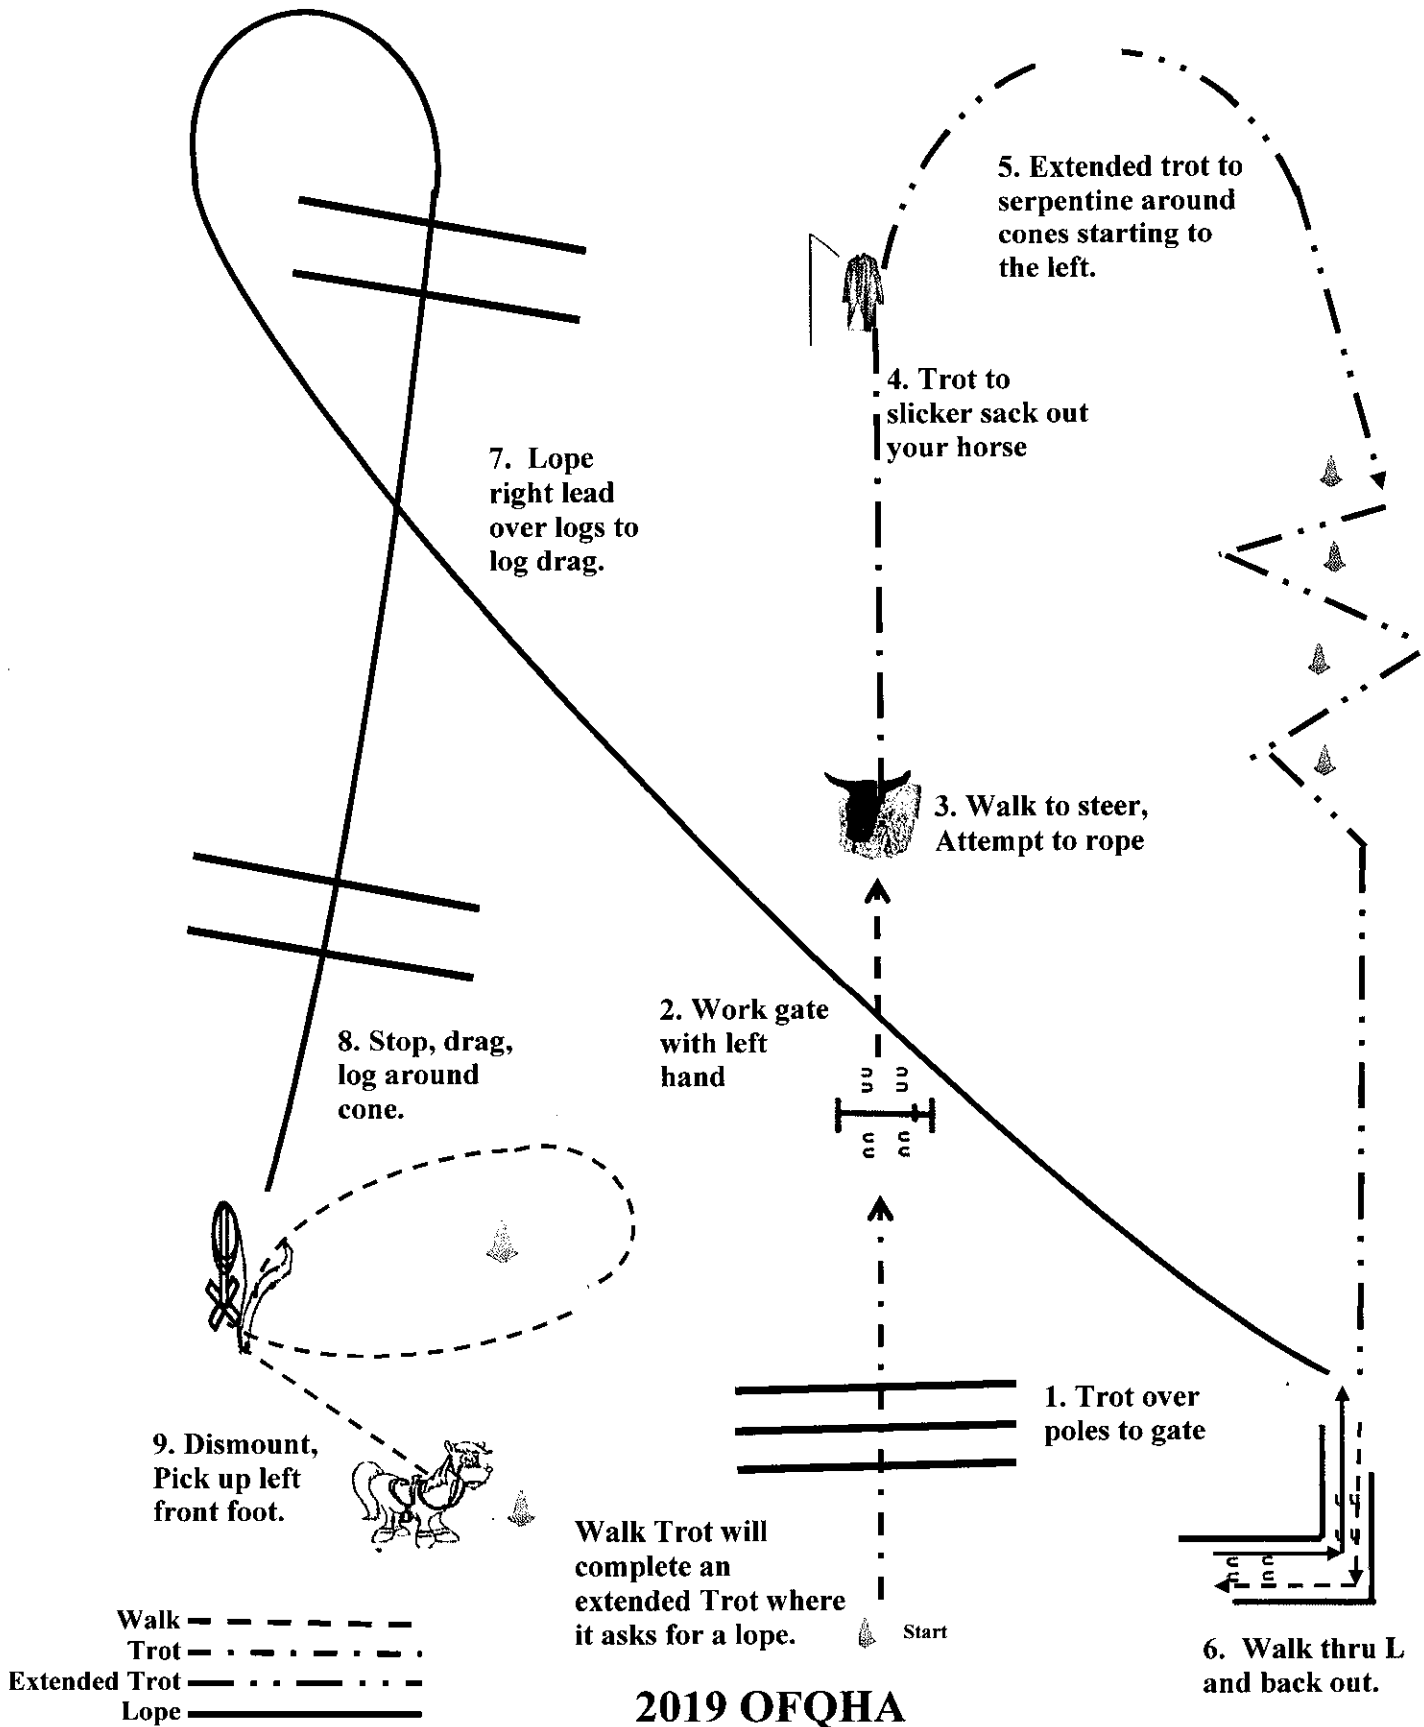 5. Extended trot to
serpentine around
cones starting to
the left.
4. Trot to
slicker sack out
your horse
7. Lope
right lead
over logs to
log drag.
3. Walk to steer,
Attempt to rope
2. Work gate
with left
hand
8. Stop, drag,
log around
cone.
1. Trot over
poles to gate
9. Dismount,
Pick up left
front foot.
Walk Trot will
complete an
extended Trot where
it asks for a lope.
Start
6. Walk thru L
and back out.
Walk
Trot
Extended Trot
Lope
2019 OFQHA